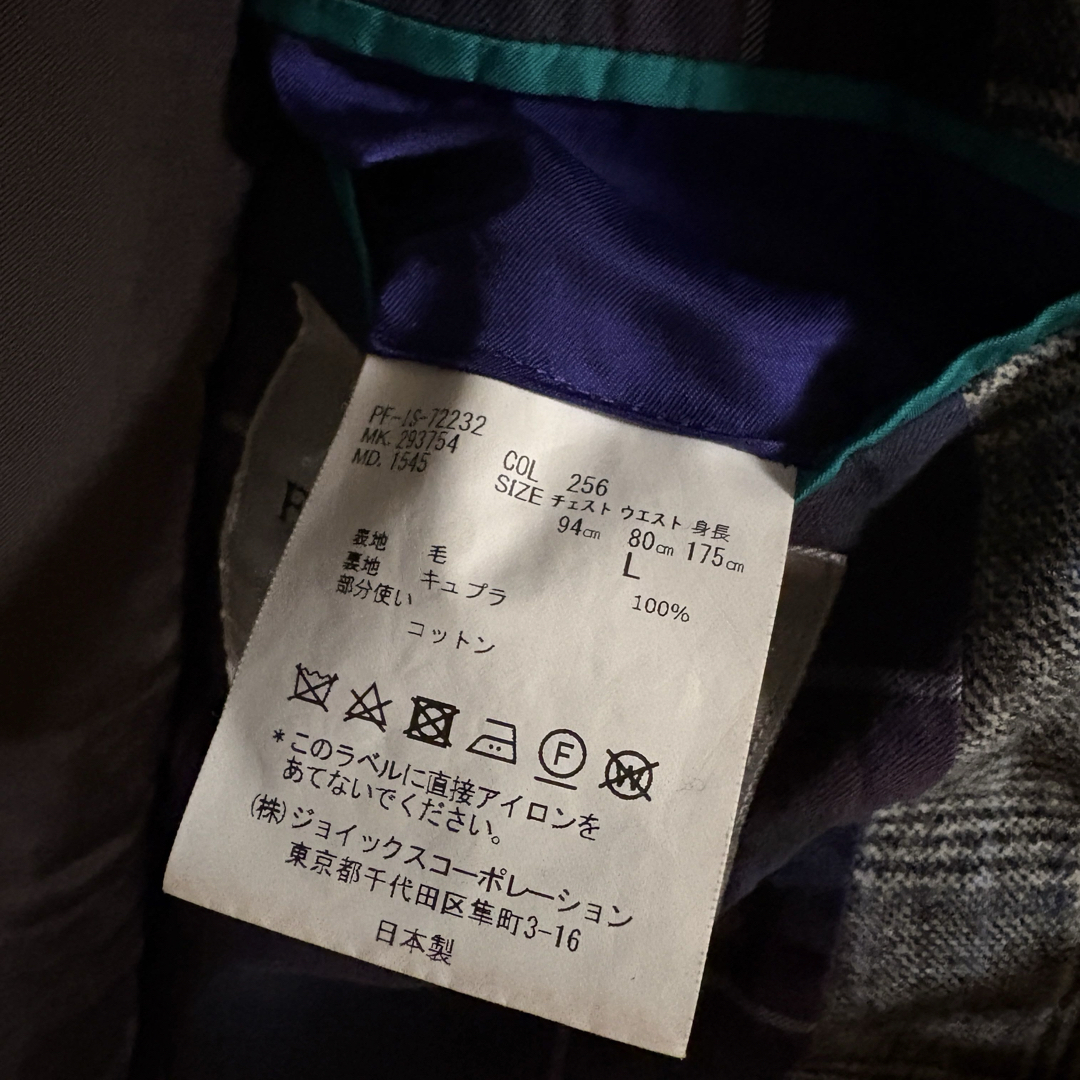 PF-IS-72232
MK. 293754
MD. 1545
COL 256
SIZE チェスト ウエスト 身長
94㎝ 80㎝ 175㎝
L
表地 毛 100%
裏地 キュプラ
部分使い コットン
F
W
*このラベルに直接アイロンを
あてないでください。
(株)ジョイックスコーポレーション
東京都千代田区隼町3-16
日本製